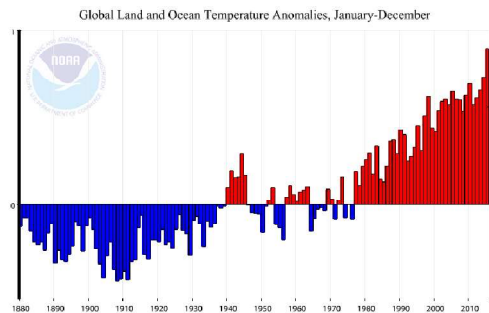 Global Land and Ocean Temperature Anomalies, January-December
1
NOAA
0
1880 1890 1900 1910 1920 1930 1940 1950 1960 1970 1980 1990 2000 2010